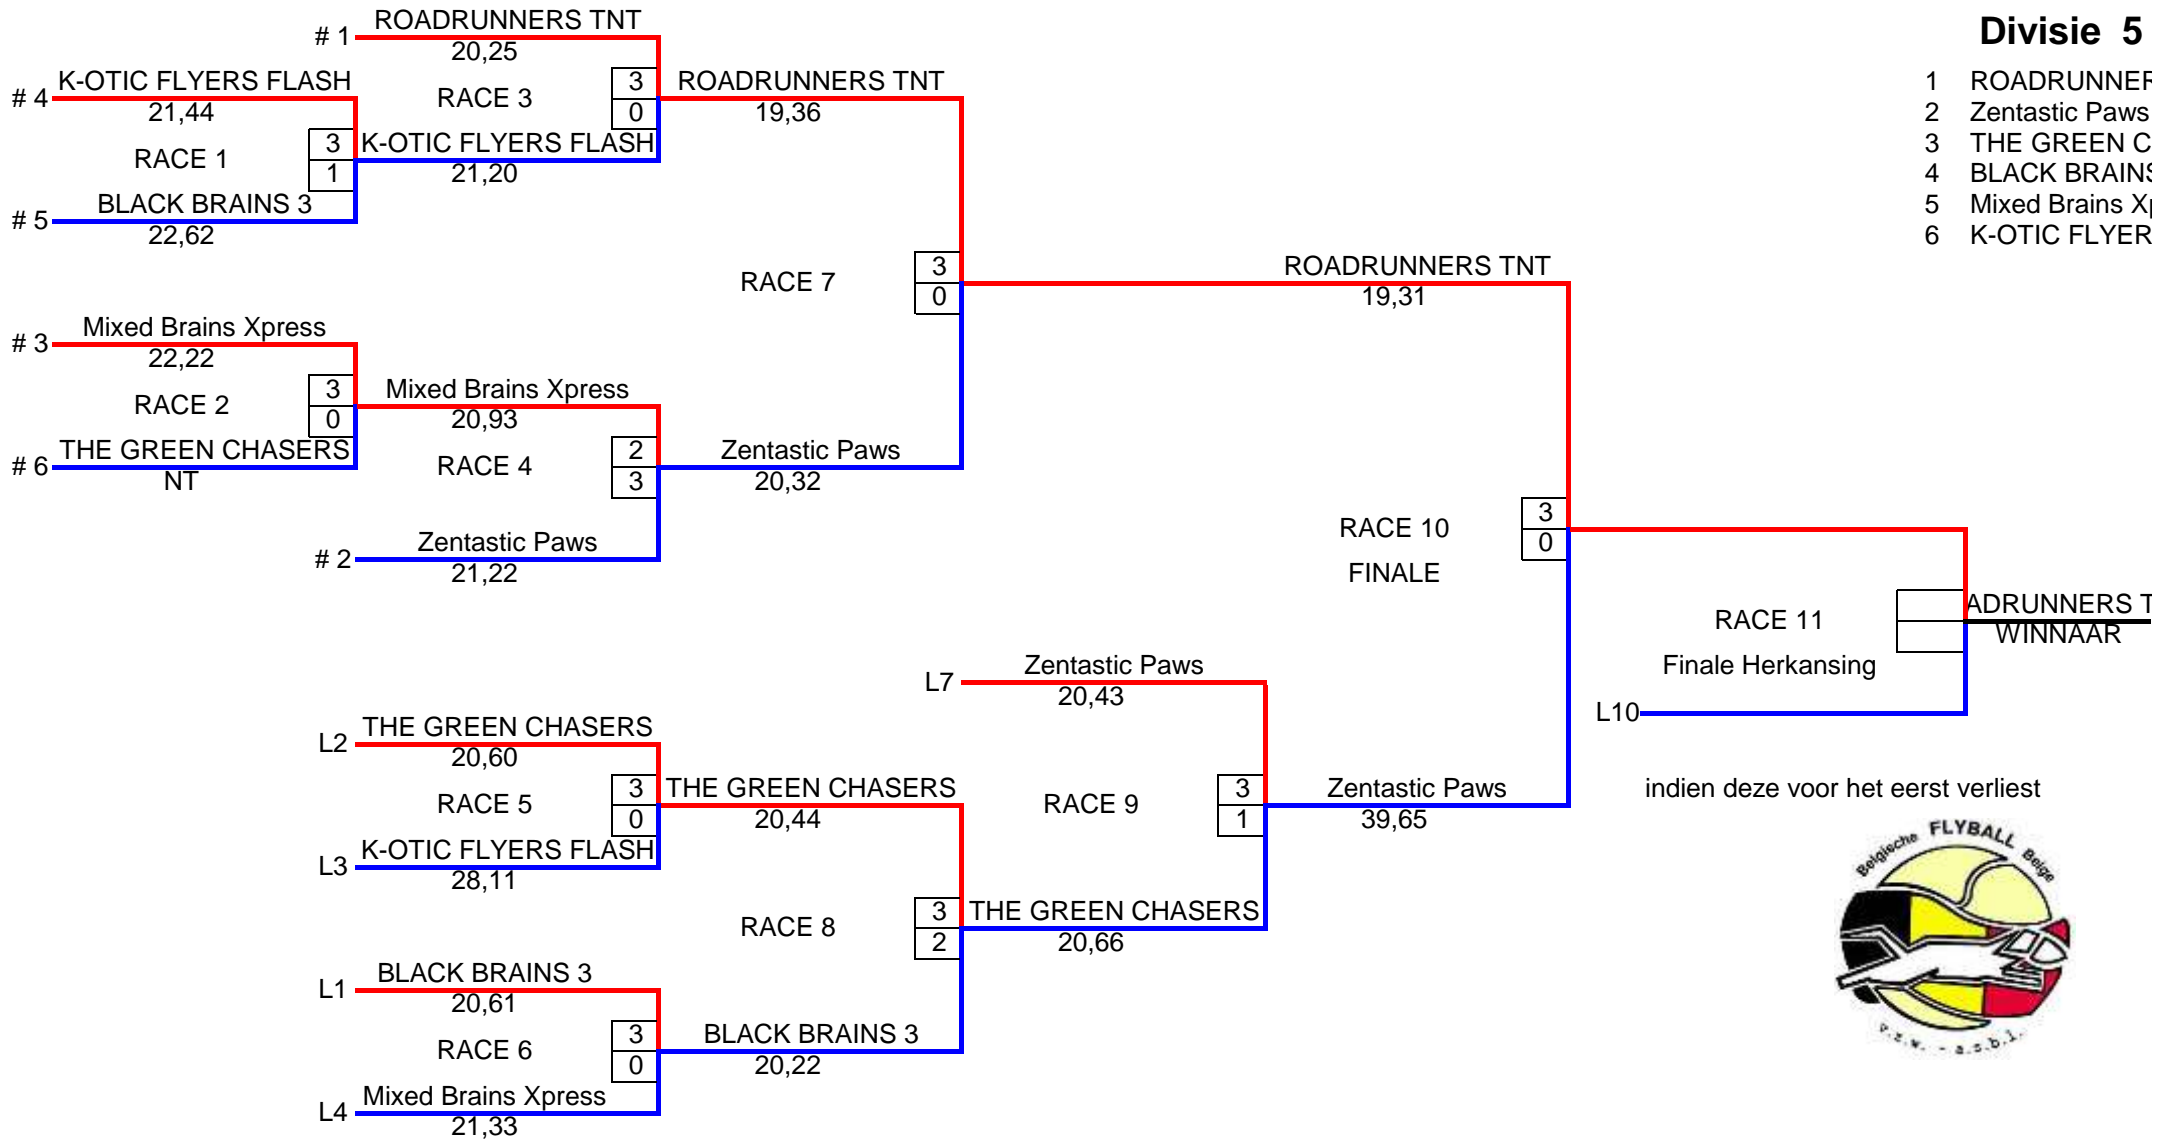 Divisie 5
1 ROADRUNNER
2 Zentastic Paws
3 THE GREEN C
4 BLACK BRAINS
5 Mixed Brains Xp
6 K-OTIC FLYER
# 1 ROADRUNNERS TNT
20,25
# 4 K-OTIC FLYERS FLASH
21,44
RACE 3
3
0
ROADRUNNERS TNT
19,36
RACE 1
3
1
K-OTIC FLYERS FLASH
21,20
# 5 BLACK BRAINS 3
22,62
RACE 7
3
0
ROADRUNNERS TNT
19,31
# 3 Mixed Brains Xpress
22,22
RACE 2
3
0
Mixed Brains Xpress
20,93
# 6 THE GREEN CHASERS
NT
RACE 4
2
3
Zentastic Paws
20,32
# 2 Zentastic Paws
21,22
RACE 10
FINALE
3
0
RACE 11
Finale Herkansing
ADRUNNERS T
WINNAAR
L10
indien deze voor het eerst verliest
L7 Zentastic Paws
20,43
L2 THE GREEN CHASERS
20,60
RACE 5
3
0
THE GREEN CHASERS
20,44
RACE 9
3
1
Zentastic Paws
39,65
L3 K-OTIC FLYERS FLASH
28,11
RACE 8
3
2
THE GREEN CHASERS
20,66
L1 BLACK BRAINS 3
20,61
RACE 6
3
0
BLACK BRAINS 3
20,22
L4 Mixed Brains Xpress
21,33
Belgische FLYBALL Belge
v.z.w. - a.s.b.l.